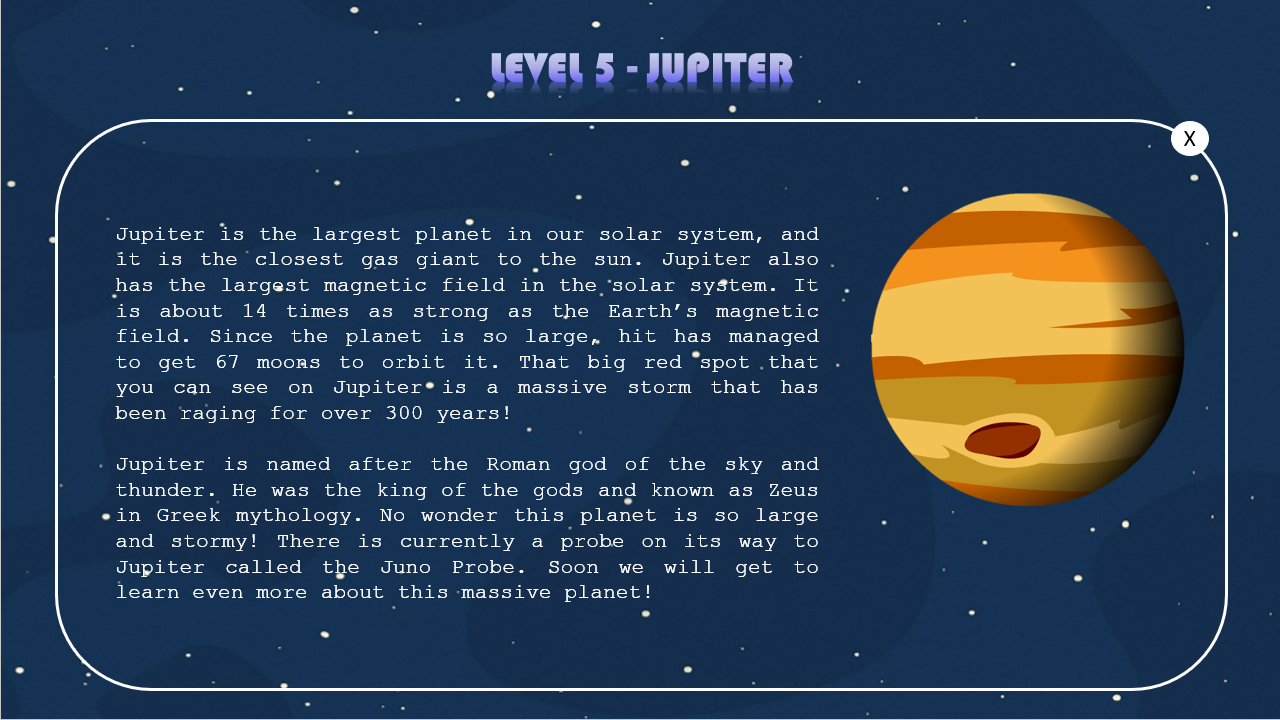 LEVEL 5 - JUPITER
X
Jupiter is the largest planet in our solar system, and
it is the closest gas giant to the sun. Jupiter also
has the largest magnetic field in the solar system. It
is about 14 times as strong as the Earth’s magnetic
field. Since the planet is so large, hit has managed
to get 67 moons to orbit it. That big red spot that
you can see on Jupiter is a massive storm that has
been raging for over 300 years!
Jupiter is named after the Roman god of the sky and
thunder. He was the king of the gods and known as Zeus
in Greek mythology. No wonder this planet is so large
and stormy! There is currently a probe on its way to
Jupiter called the Juno Probe. Soon we will get to
learn even more about this massive planet!